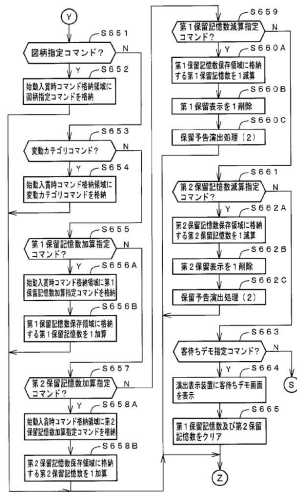 Y
S651
図柄指定コマンド?
N
Y
S652
始動入賞時コマンド格納領域に
図柄指定コマンドを格納
S653
変動カテゴリコマンド?
N
Y
S654
始動入賞時コマンド格納領域に
変動カテゴリコマンドを格納
S655
第1保留記憶数加算指定
コマンド?
N
Y
S656A
始動入賞時コマンド格納領域に第1
保留記憶数加算指定コマンドを格納
S656B
第1保留記憶数保存領域に格納
する第1保留記憶数を1加算
S657
第2保留記憶数加算指定
コマンド?
N
Y
S658A
始動入賞時コマンド格納領域に第2
保留記憶数加算指定コマンドを格納
S658B
第2保留記憶数保存領域に格納
する第2保留記憶数を1加算
S659
第1保留記憶数減算指定
コマンド?
N
Y
S660A
第1保留記憶数保存領域に格納
する第1保留記憶数を1減算
S660B
第1保留表示を1削除
S660C
保留予告演出処理(2)
S661
第2保留記憶数減算指定
コマンド?
N
Y
S662A
第2保留記憶数保存領域に格納
する第2保留記憶数を1減算
S662B
第2保留表示を1削除
S662C
保留予告演出処理(2)
S663
客待ちデモ指定コマンド?
N
Y
S664
演出表示装置に客待ちデモ画面
を表示
S
S665
第1保留記憶数及び第2保留
記憶数をクリア
Z